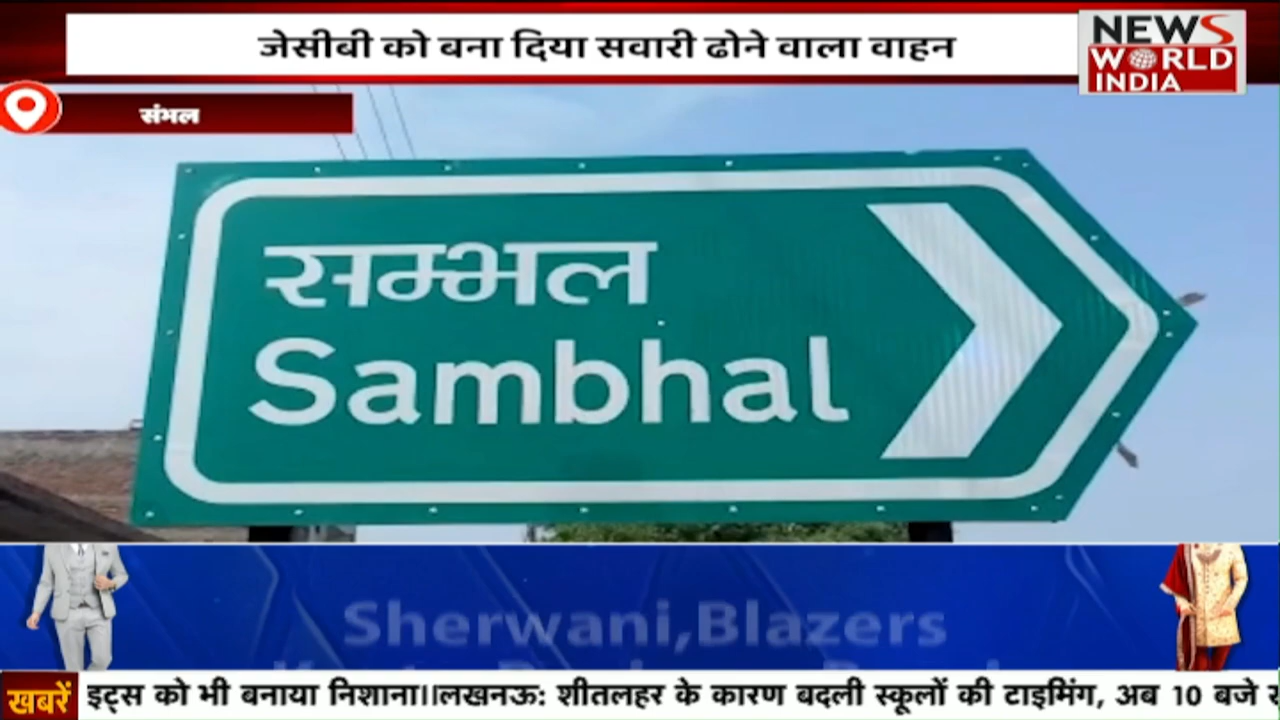 जेसीबी को बना दिया सवारी ढोने वाला वाहन
NEWS
WORLD
INDIA
संभल
सम्भल
Sambhal
Sherwani,Blazers
खबरें
इट्स को भी बनाया निशाना।।लखनऊ: शीतलहर के कारण बदली स्कूलों की टाइमिंग, अब 10 बजे